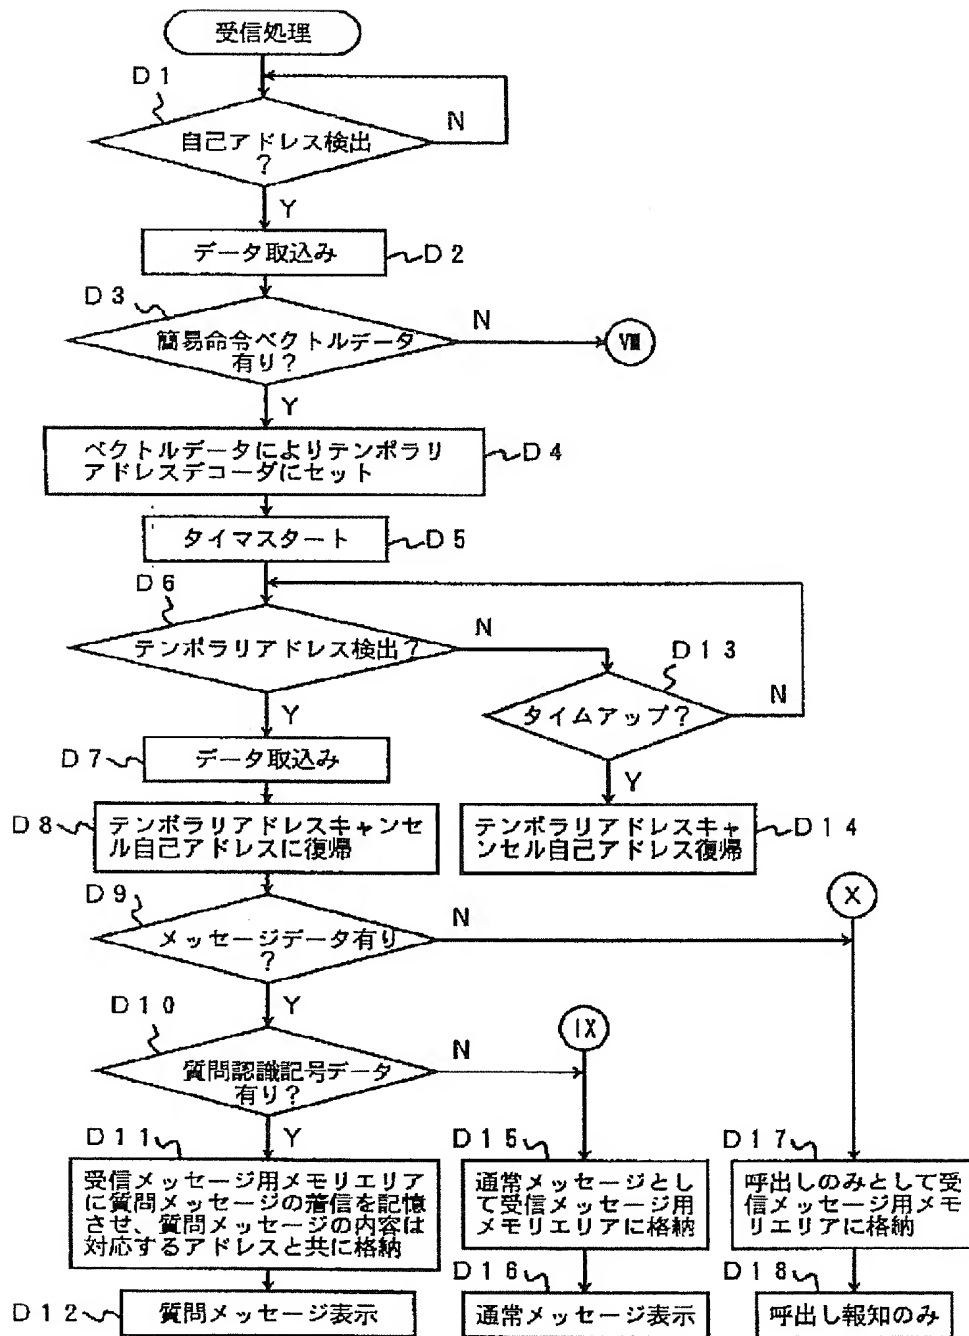 受信処理
D1
自己アドレス検出
?
N
Y
データ取込み
D2
D3
簡易命令ベクトルデータ
有り?
N
VIII
Y
ベクトルデータによりテンポラリ
アドレスデコーダにセット
D4
タイマスタート
D5
D6
テンポラリアドレス検出?
N
D13
タイムアップ?
N
Y
Y
D7
データ取込み
D8
テンポラリアドレスキャンセ
ル自己アドレスに復帰
テンポラリアドレスキャ
ンセル自己アドレス復帰
D14
D9
メッセージデータ有り
?
N
X
Y
D10
質問認識記号データ
有り?
N
IX
Y
D11
受信メッセージ用メモリエリア
に質問メッセージの着信を記憶
させ、質問メッセージの内容は
対応するアドレスと共に格納
D15
通常メッセージとし
て受信メッセージ用
メモリエリアに格納
D17
呼出しのみとして受
信メッセージ用メモ
リエリアに格納
D12
質問メッセージ表示
D16
通常メッセージ表示
D18
呼出し報知のみ